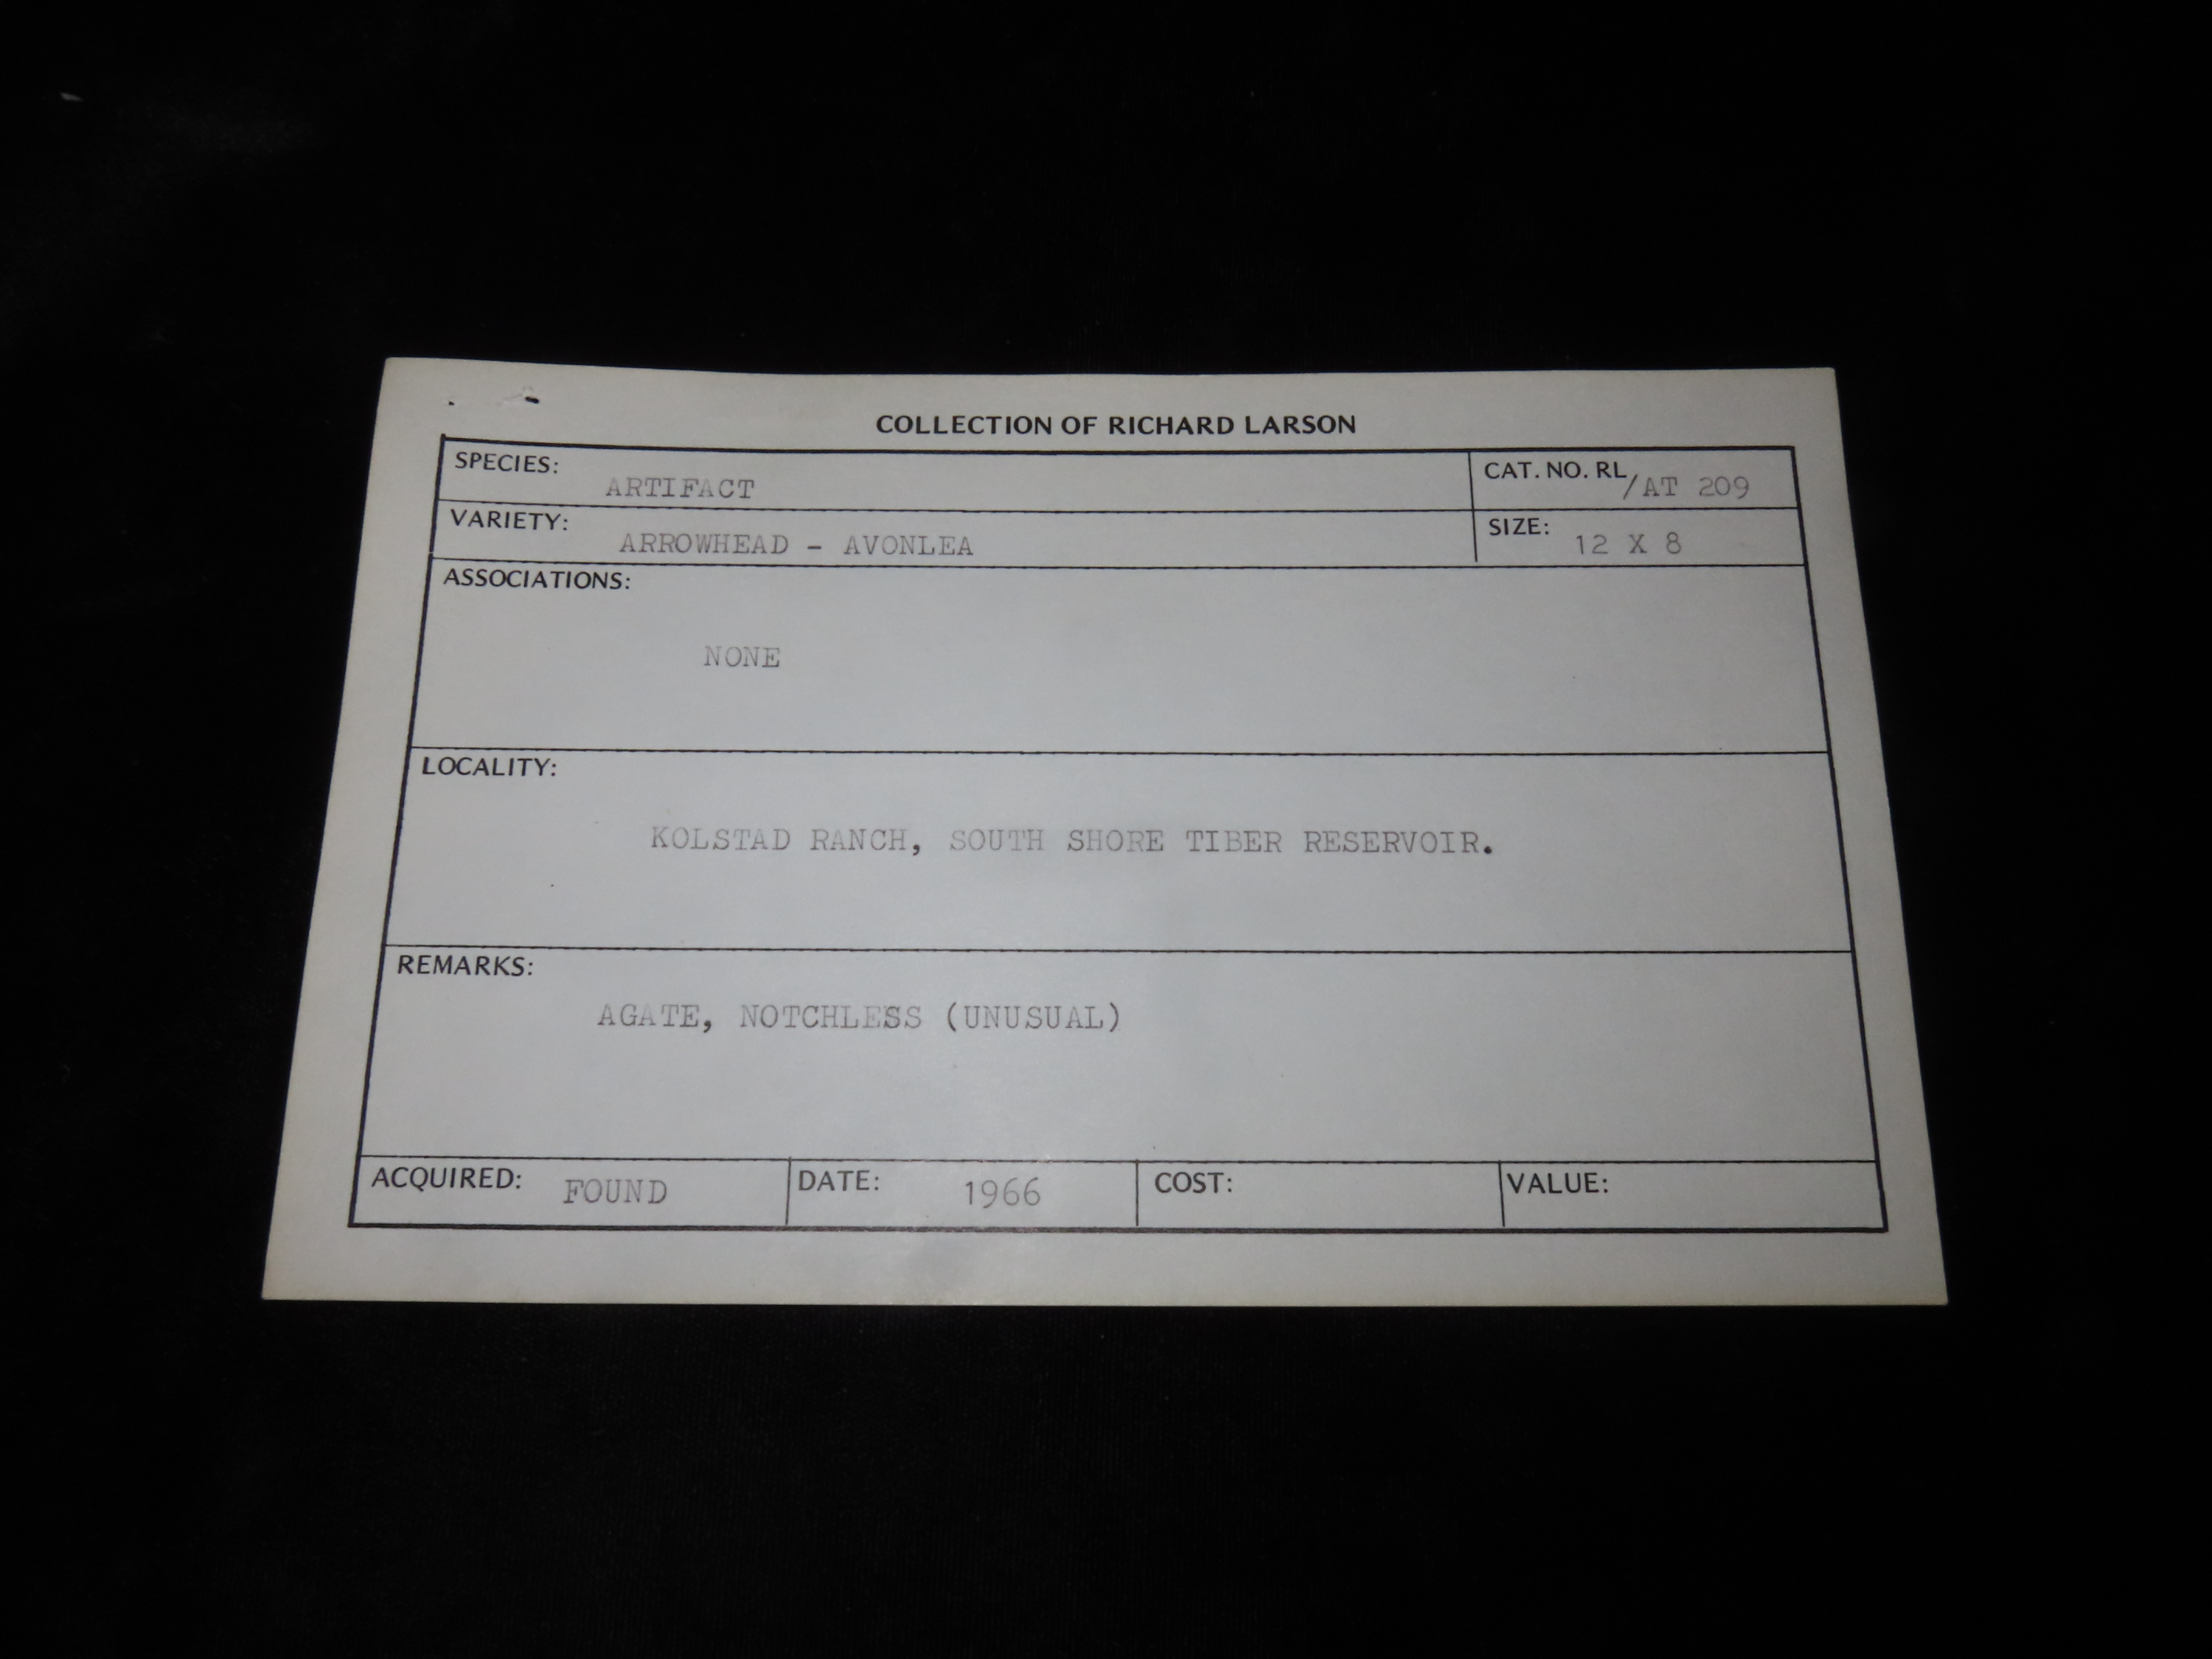 COLLECTION OF RICHARD LARSON
SPECIES: ARTIFACT
CAT. NO. RL/AT 209
VARIETY: ARROWHEAD - AVONLEA
SIZE: 12 X 8
ASSOCIATIONS:
NONE
LOCALITY:
KOLSTAD RANCH, SOUTH SHORE TIBER RESERVOIR.
REMARKS:
AGATE, NOTCHLESS (UNUSUAL)
ACQUIRED: FOUND
DATE: 1966
COST:
VALUE: